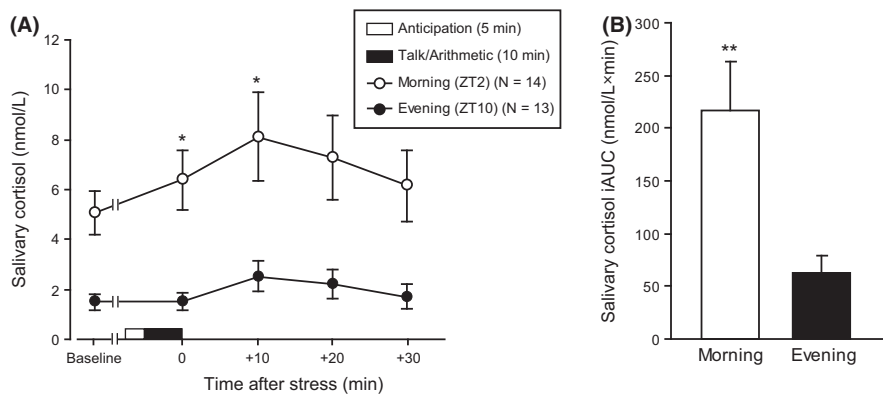 (A)
Salivary cortisol (nmol/L)
12
10
8
6
4
2
0
*
*
Anticipation (5 min)
Talk/Arithmetic (10 min)
Morning (ZT2) (N = 14)
Evening (ZT10) (N = 13)
Baseline 0 +10 +20 +30
Time after stress (min)
(B)
Salivary cortisol iAUC (nmol/L×min)
300
250
200
150
100
50
0
**
Morning Evening